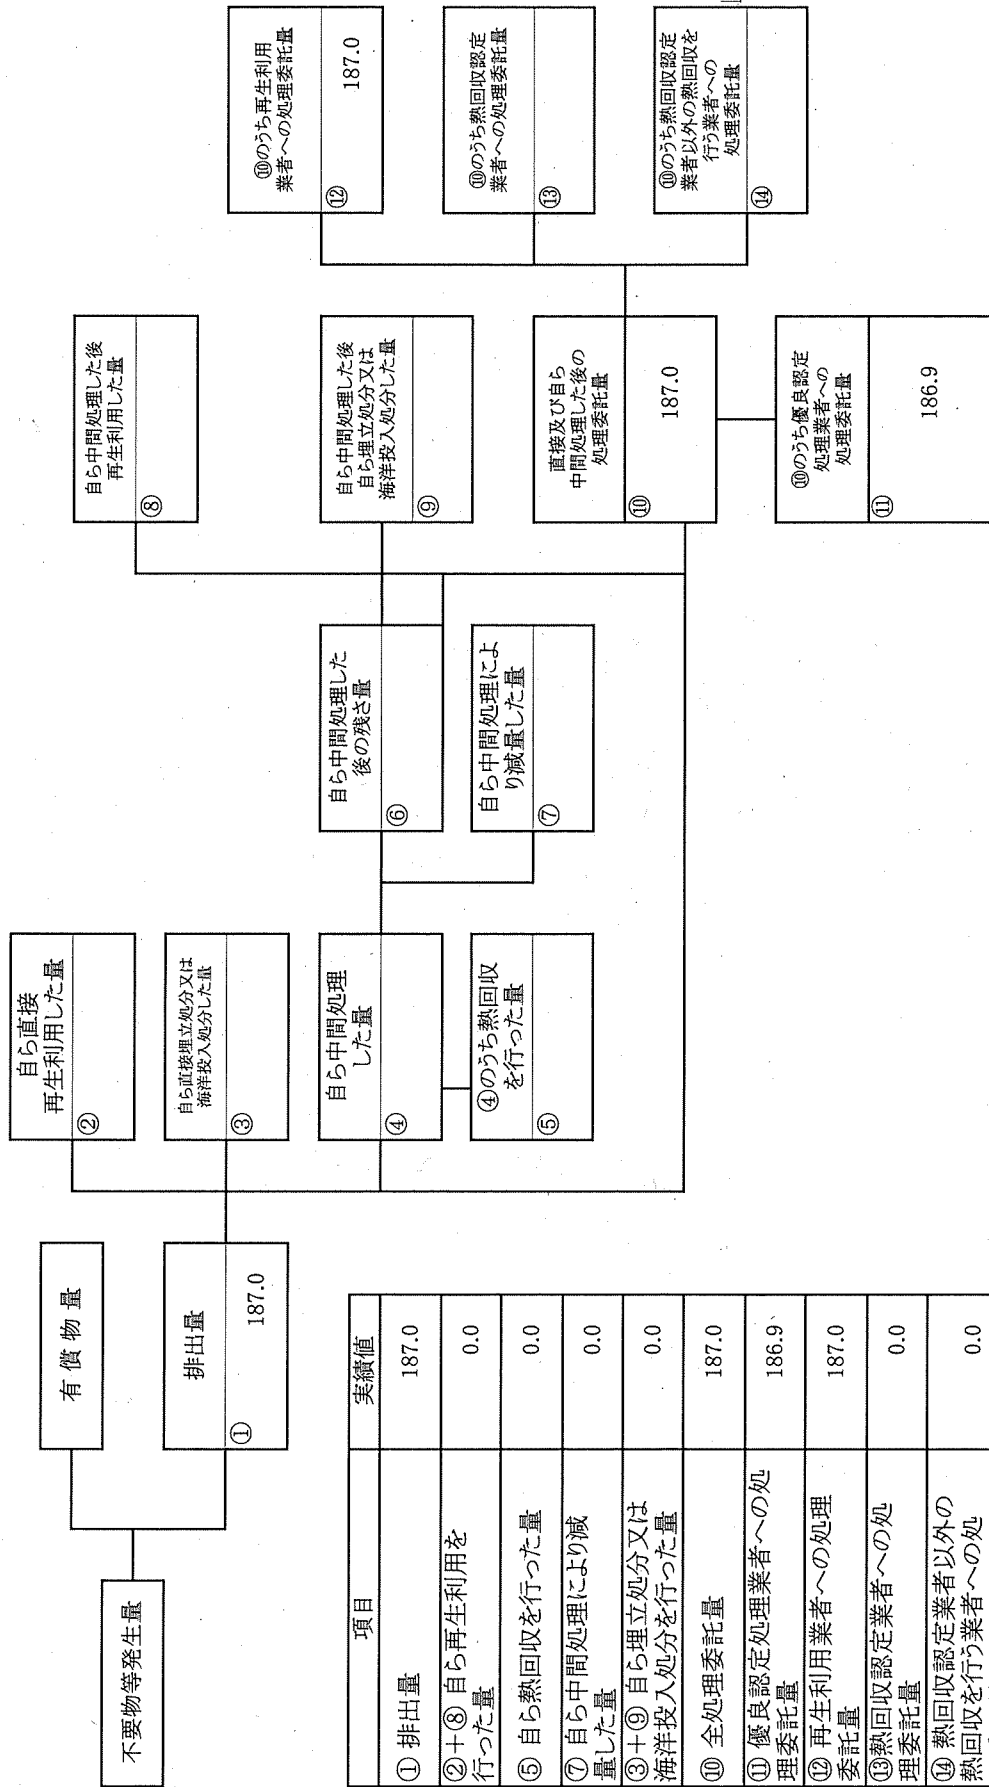 不要物等発生量
有償物量
排出量
①
187.0
自ら直接
再生利用した量
②
自ら直接埋立処分又は
海洋投入処分した量
③
自ら中間処理
した量
④
④のうち熱回収
を行った量
⑤
自ら中間処理した
後の残さ量
⑥
自ら中間処理によ
り減量した量
⑦
自ら中間処理した後
再生利用した量
⑧
自ら中間処理した後
自ら埋立処分又は
海洋投入処分した量
⑨
直接及び自ら
中間処理した後の
処理委託量
⑩
187.0
⑩のうち優良認定
処理業者への
処理委託量
⑪
186.9
⑩のうち再生利用
業者への処理委託量
⑫
187.0
⑩のうち熱回収認定
業者への処理委託量
⑬
⑩のうち熱回収認定
業者以外の熱回収を
行う業者への
処理委託量
⑭
項目 実績値
① 排出量 187.0
②+⑧ 自ら再生利用を
行った量 0.0
⑤ 自ら熱回収を行った量 0.0
⑦ 自ら中間処理により減
量した量 0.0
③+⑨ 自ら埋立処分又は
海洋投入処分を行った量 0.0
⑩ 全処理委託量 187.0
⑪ 優良認定処理業者への処
理委託量 186.9
⑫ 再生利用業者への処理
委託量 187.0
⑬熱回収認定業者への処
理委託量 0.0
⑭ 熱回収認定業者以外の
熱回収を行う業者への処 0.0